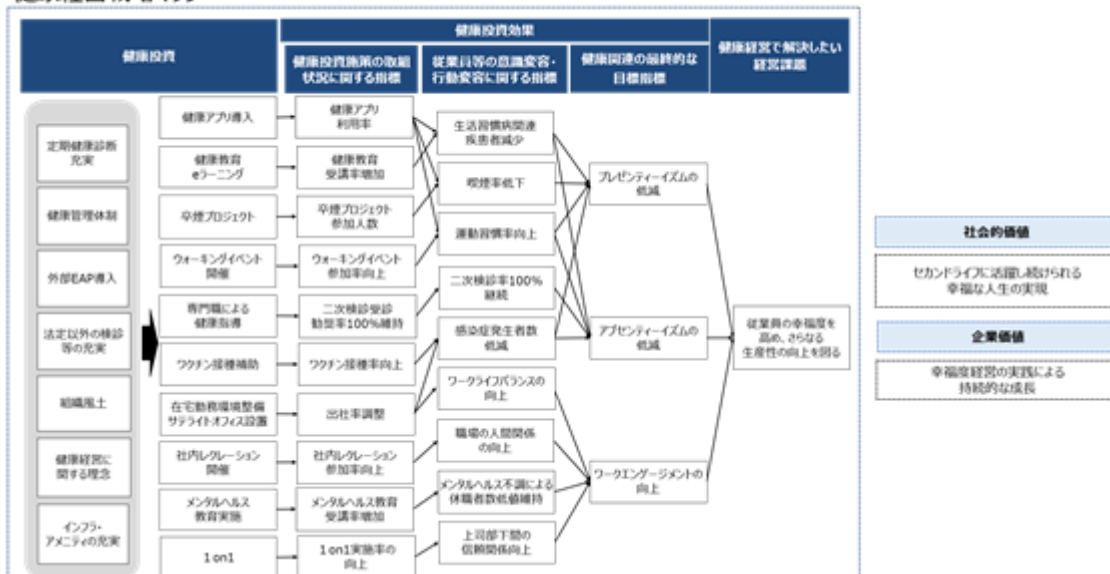 健康投資
健康投資効果
健康経営で解決したい
経営課題
健康投資施策の取組
状況に関する指標
従業員等の意識変容・
行動変容に関する指標
健康関連の最終的な
目標指標
定期健康診断
充実
健康管理体制
外部EAP導入
法定以外の検診
等の充実
組織風土
健康経営に
関する理念
インフラ・
アメニティの充実
健康アプリ導入
健康教育
eラーニング
卒煙プロジェクト
ウォーキングイベント
開催
専門職による
健康指導
ワクチン接種補助
在宅勤務環境整備
サテライトオフィス設置
社内レクレーション
開催
メンタルヘルス
教育実施
1on1
健康アプリ
利用率
健康教育
受講率増加
卒煙プロジェクト
参加人数
ウォーキングイベント
参加率向上
二次検診受診
勧奨率100%維持
ワクチン接種率向上
出社率調整
社内レクレーション
参加率向上
メンタルヘルス教育
受講率増加
1on1実施率の
向上
生活習慣病関連
疾患者減少
喫煙率低下
運動習慣率向上
二次検診率100%
継続
感染症発生者数
低減
ワークライフバランスの
向上
職場の人間関係
の向上
メンタルヘルス不調による
休職者数低値維持
上司部下間の
信頼関係向上
プレゼンティーイズムの
低減
アブセンティーイズムの
低減
ワークエンゲージメントの
向上
従業員の幸福度を
高め、さらなる
生産性の向上を図る
社会的価値
セカンドライフに活躍し続けられる
幸福な人生の実現
企業価値
幸福度経営の実践による
持続的な成長